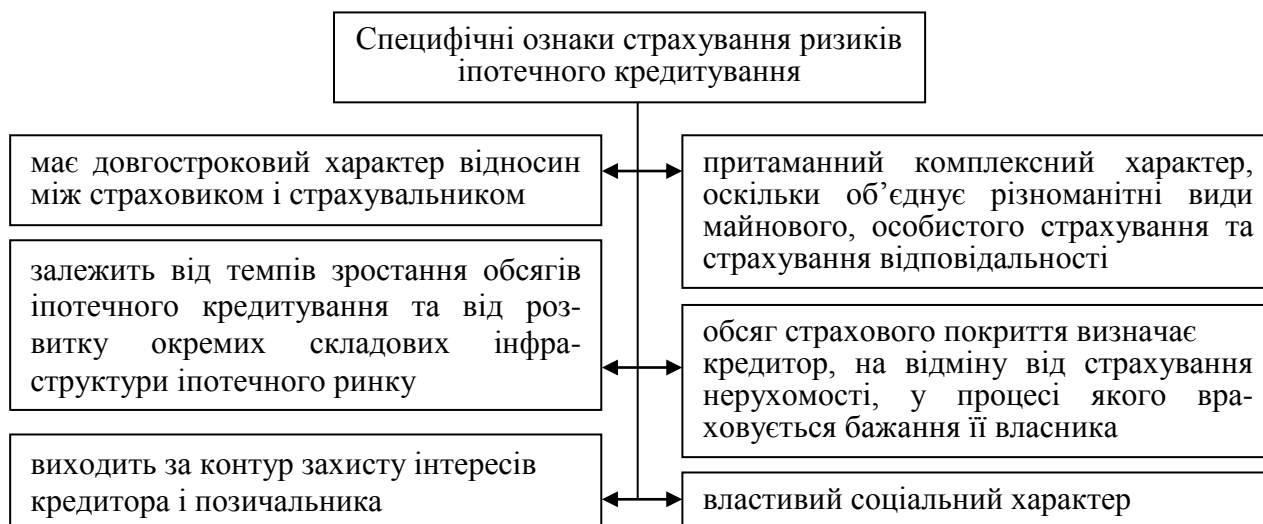 Специфічні ознаки страхування ризиків
іпотечного кредитування
має довгостроковий характер відносин
між страховиком і страхувальником
залежить від темпів зростання обсягів
іпотечного кредитування та від роз-
витку окремих складових інфра-
структури іпотечного ринку
виходить за контур захисту інтересів
кредитора і позичальника
притаманний комплексний характер,
оскільки об’єднує різноманітні види
майнового, особистого страхування та
страхування відповідальності
обсяг страхового покриття визначає
кредитор, на відміну від страхування
нерухомості, у процесі якого вра-
ховується бажання її власника
властивий соціальний характер